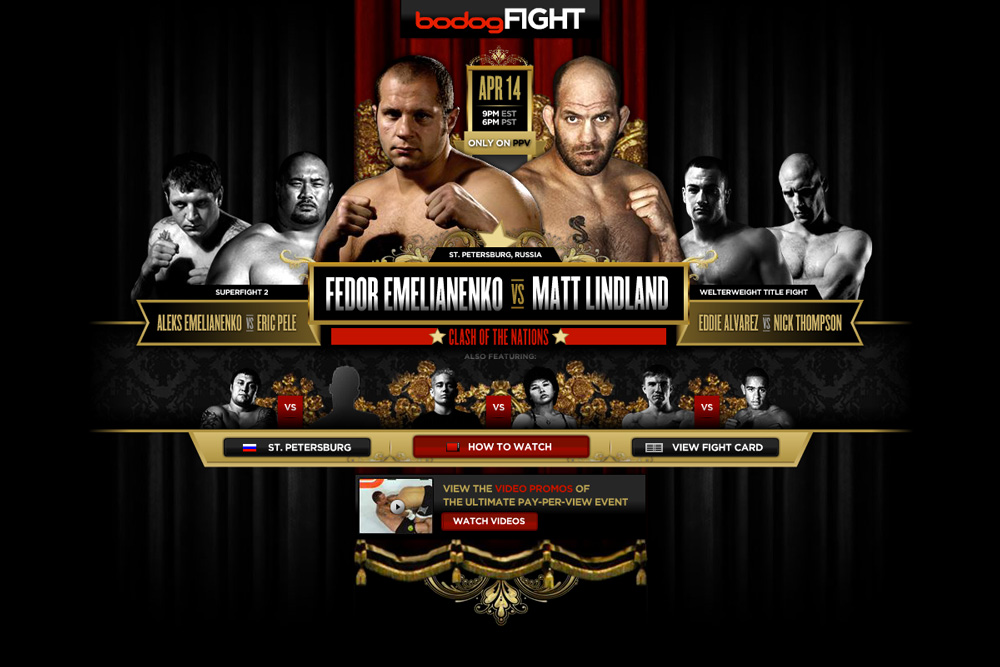 bodogFIGHT
APR 14
9PM EST
6PM PST
ONLY ON PPV
ST. PETERSBURG, RUSSIA
FEDOR EMELIANENKO VS MATT LINDLAND
SUPERFIGHT 2
ALEKS EMELIANENKO VS ERIC PELE
WELTERWEIGHT TITLE FIGHT
EDDIE ALVAREZ VS NICK THOMPSON
CLASH OF THE NATIONS
ALSO FEATURING:
VS
VS
VS
ST. PETERSBURG
HOW TO WATCH
VIEW FIGHT CARD
VIEW THE VIDEO PROMOS OF
THE ULTIMATE PAY-PER-VIEW EVENT
WATCH VIDEOS